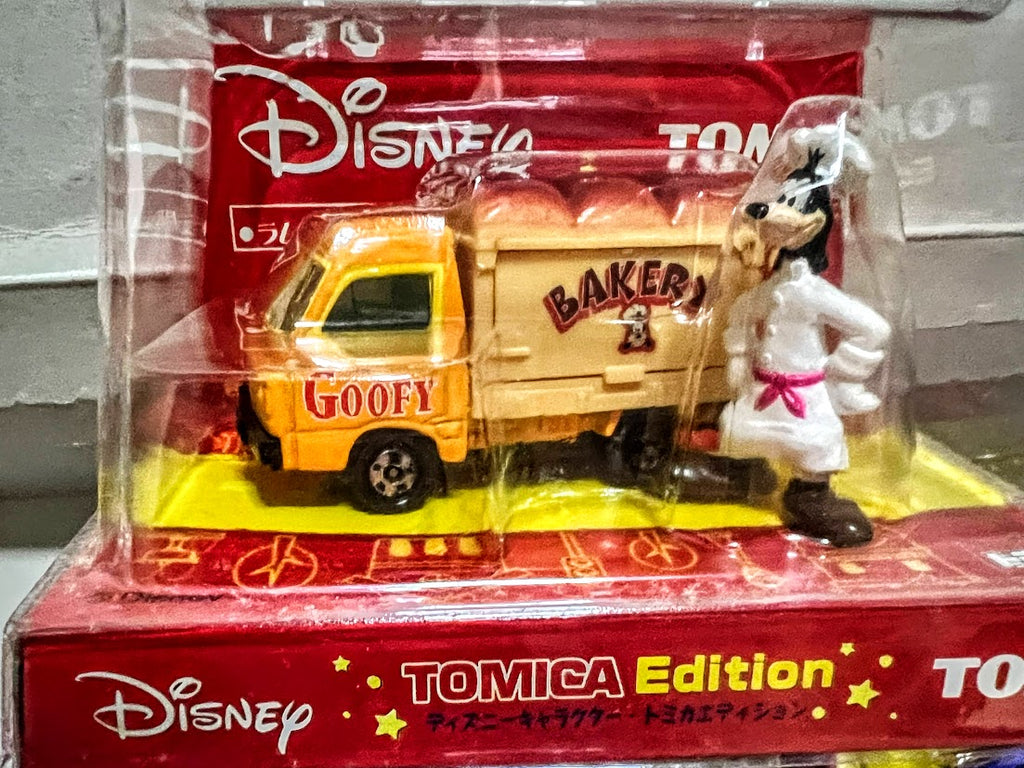 Disney
TOM
●ラ
BAKERY
GOOFY
Disney
TOMICA Edition
TO
ディズニーキャラクター トミカエディション